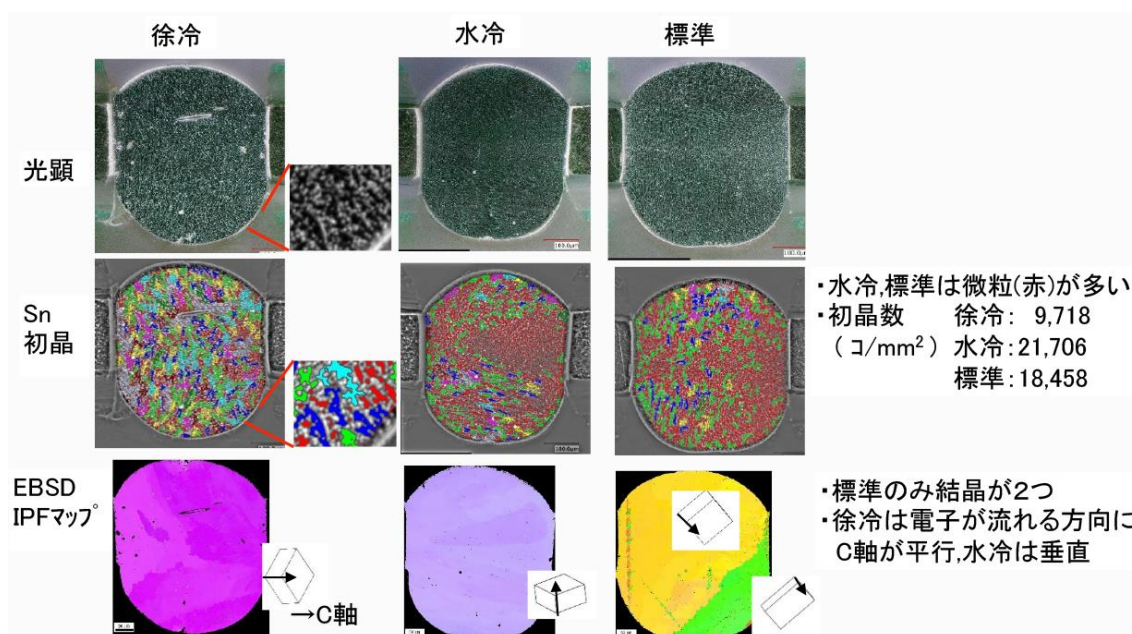 徐冷
水冷
標準
光顕
100.0μm
100.0μm
Sn
初晶
・水冷,標準は微粒(赤)が多い
・初晶数 徐冷: 9,718
(コ/mm²) 水冷:21,706
標準:18,458
EBSD
IPFマップ
→C軸
・標準のみ結晶が2つ
・徐冷は電子が流れる方向に
C軸が平行,水冷は垂直